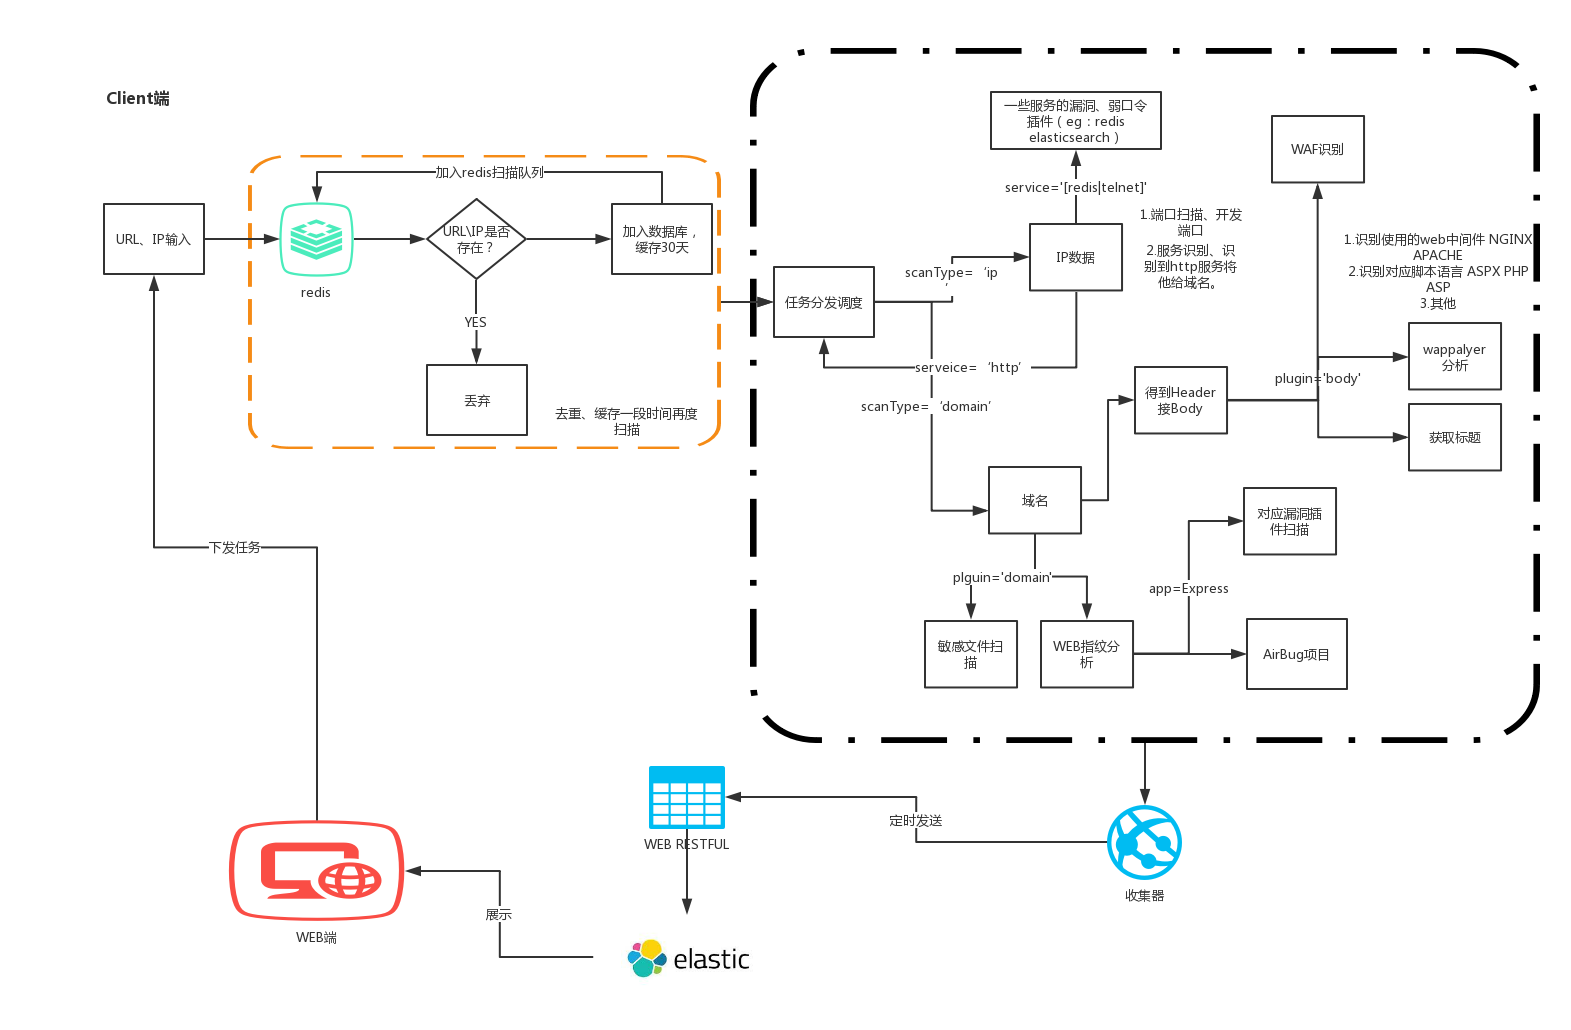 Client端
URL、IP输入
加入redis扫描队列
redis
URL\IP是否
存在？
加入数据库，
缓存30天
YES
丢弃
去重、缓存一段时间再度
扫描
任务分发调度
scanType= ‘ip
’
一些服务的漏洞、弱口令
插件（eg：redis
elasticsearch）
service='[redis|telnet]'
IP数据
1.端口扫描、开发
端口
2.服务识别、识
别到http服务将
他给域名。
serveice= ‘http’
scanType= ‘domain’
WAF识别
1.识别使用的web中间件 NGINX
APACHE
2.识别对应脚本语言 ASPX PHP
ASP
3.其他
得到Header
接Body
plugin='body'
wappalyer
分析
获取标题
域名
plguin='domain'
敏感文件扫
描
WEB指纹分
析
app=Express
对应漏洞插
件扫描
AirBug项目
下发任务
WEB RESTFUL
定时发送
收集器
WEB端
展示
elastic